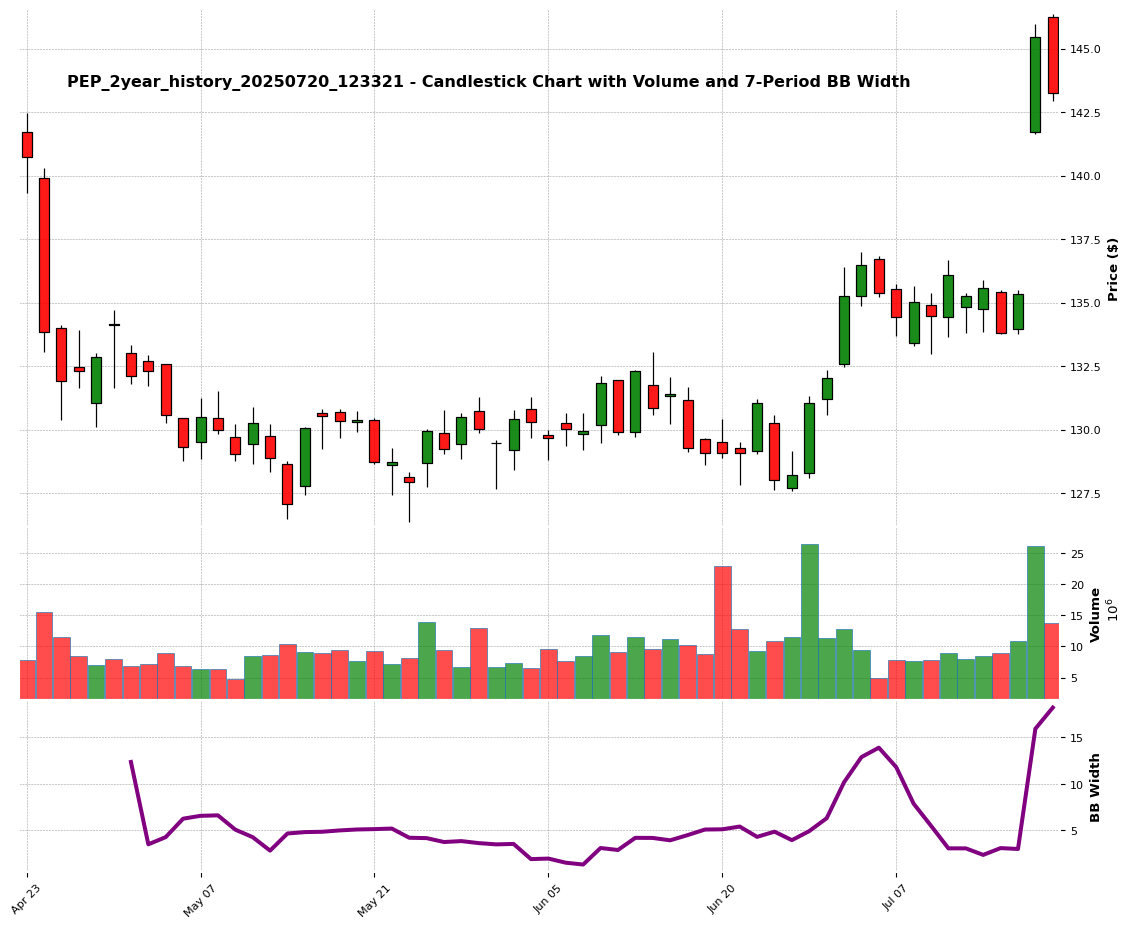 PEP_2year_history_20250720_123321 - Candlestick Chart with Volume and 7-Period BB Width
145.0
142.5
140.0
137.5
135.0
132.5
130.0
127.5
Price ($)
25
20
15
10
5
Volume
10^6
15
10
5
BB Width
Apr 23
May 07
May 21
Jun 05
Jun 20
Jul 07